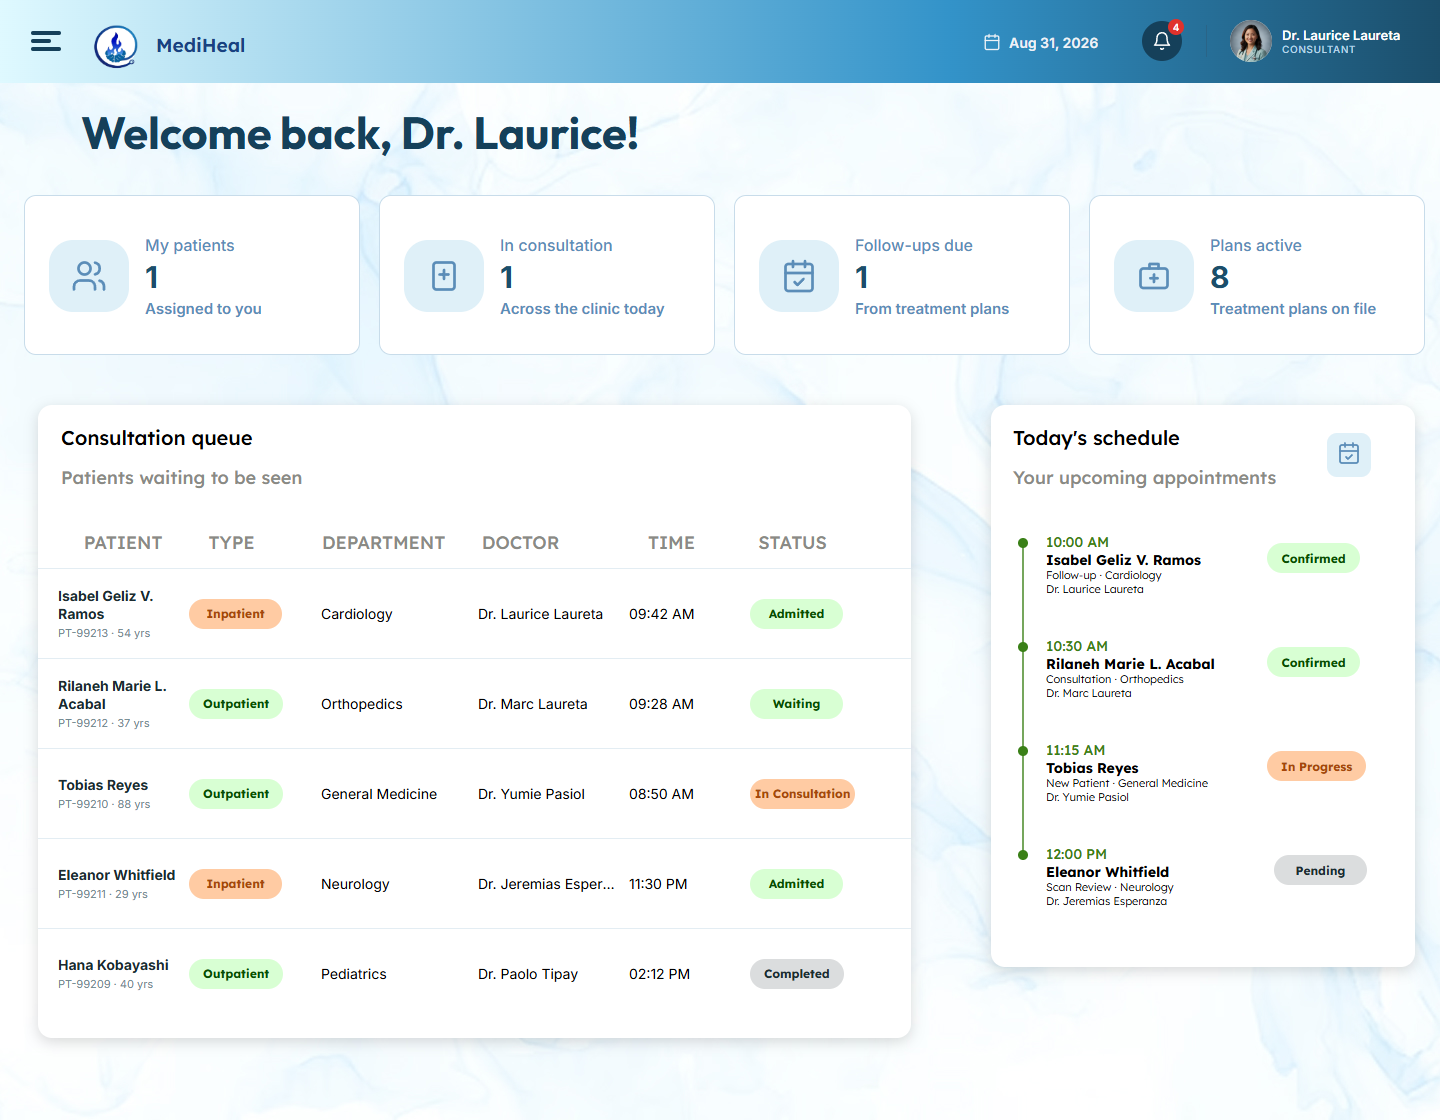 MediHeal
Aug 31, 2026
4
Dr. Laurice Laureta
CONSULTANT
Welcome back, Dr. Laurice!
My patients
1
Assigned to you
In consultation
1
Across the clinic today
Follow-ups due
1
From treatment plans
Plans active
8
Treatment plans on file
Consultation queue
Patients waiting to be seen
PATIENT TYPE DEPARTMENT DOCTOR TIME STATUS
Isabel Geliz V.
Ramos
PT-99213 · 54 yrs
Inpatient Cardiology Dr. Laurice Laureta 09:42 AM Admitted
Rilaneh Marie L.
Acabal
PT-99212 · 37 yrs
Outpatient Orthopedics Dr. Marc Laureta 09:28 AM Waiting
Tobias Reyes
PT-99210 · 88 yrs
Outpatient General Medicine Dr. Yumie Pasiol 08:50 AM In Consultation
Eleanor Whitfield
PT-99211 · 29 yrs
Inpatient Neurology Dr. Jeremias Esper... 11:30 PM Admitted
Hana Kobayashi
PT-99209 · 40 yrs
Outpatient Pediatrics Dr. Paolo Tipay 02:12 PM Completed
Today's schedule
Your upcoming appointments
10:00 AM
Isabel Geliz V. Ramos
Follow-up · Cardiology
Dr. Laurice Laureta
Confirmed
10:30 AM
Rilaneh Marie L. Acabal
Consultation · Orthopedics
Dr. Marc Laureta
Confirmed
11:15 AM
Tobias Reyes
New Patient · General Medicine
Dr. Yumie Pasiol
In Progress
12:00 PM
Eleanor Whitfield
Scan Review · Neurology
Dr. Jeremias Esperanza
Pending